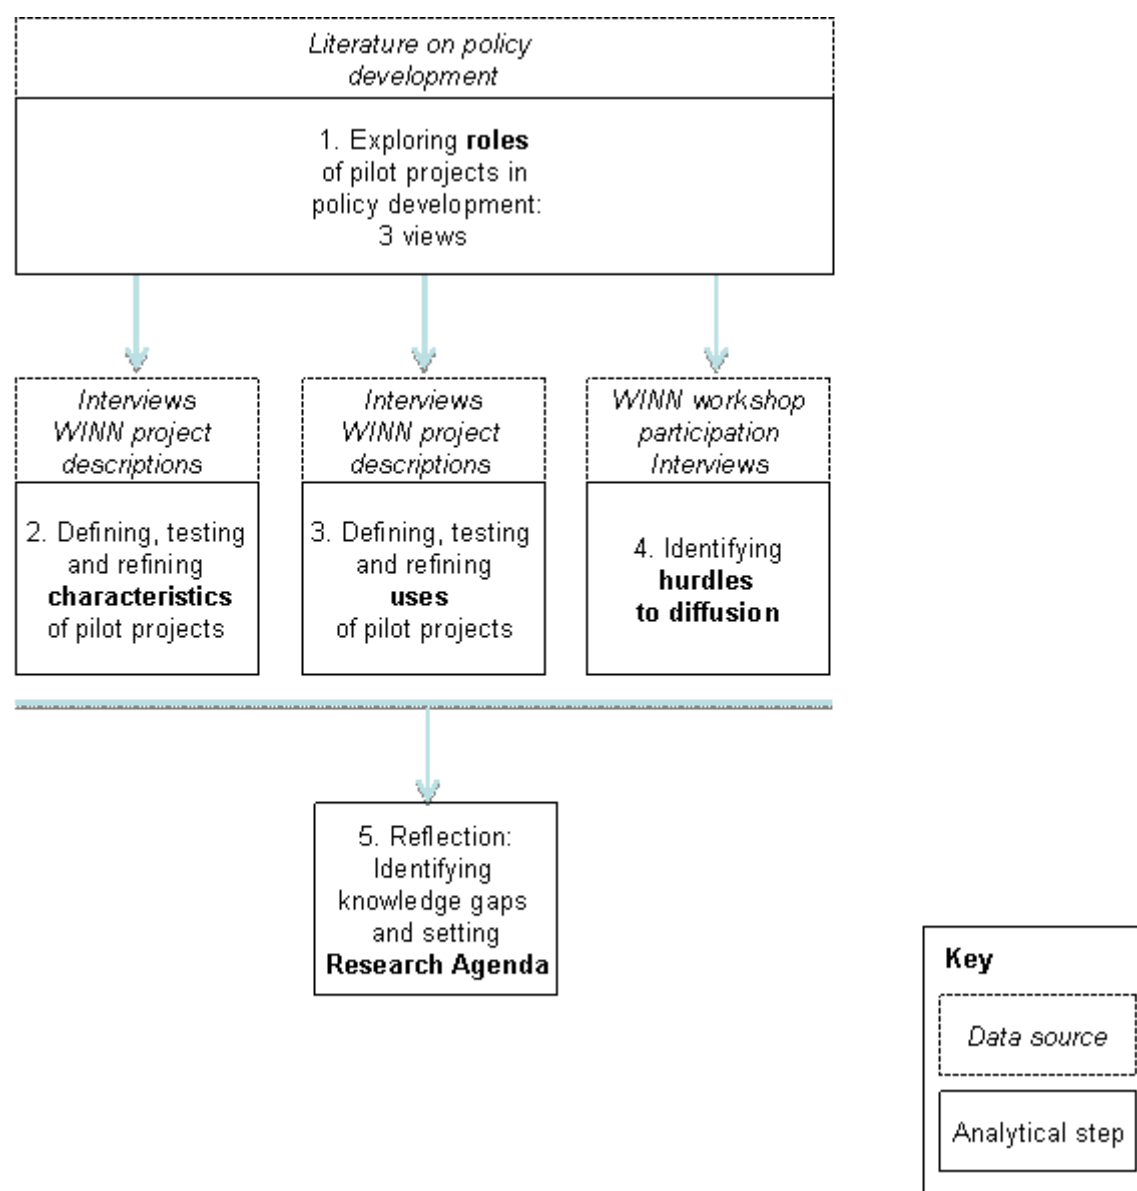 Literature on policy
development
1. Exploring roles
of pilot projects in
policy development:
3 views
Interviews
WINN project
descriptions
2. Defining, testing
and refining
characteristics
of pilot projects
Interviews
WINN project
descriptions
3. Defining, testing
and refining
uses
of pilot projects
WINN workshop
participation
Interviews
4. Identifying
hurdles
to diffusion
5. Reflection:
Identifying
knowledge gaps
and setting
Research Agenda
Key
Data source
Analytical step